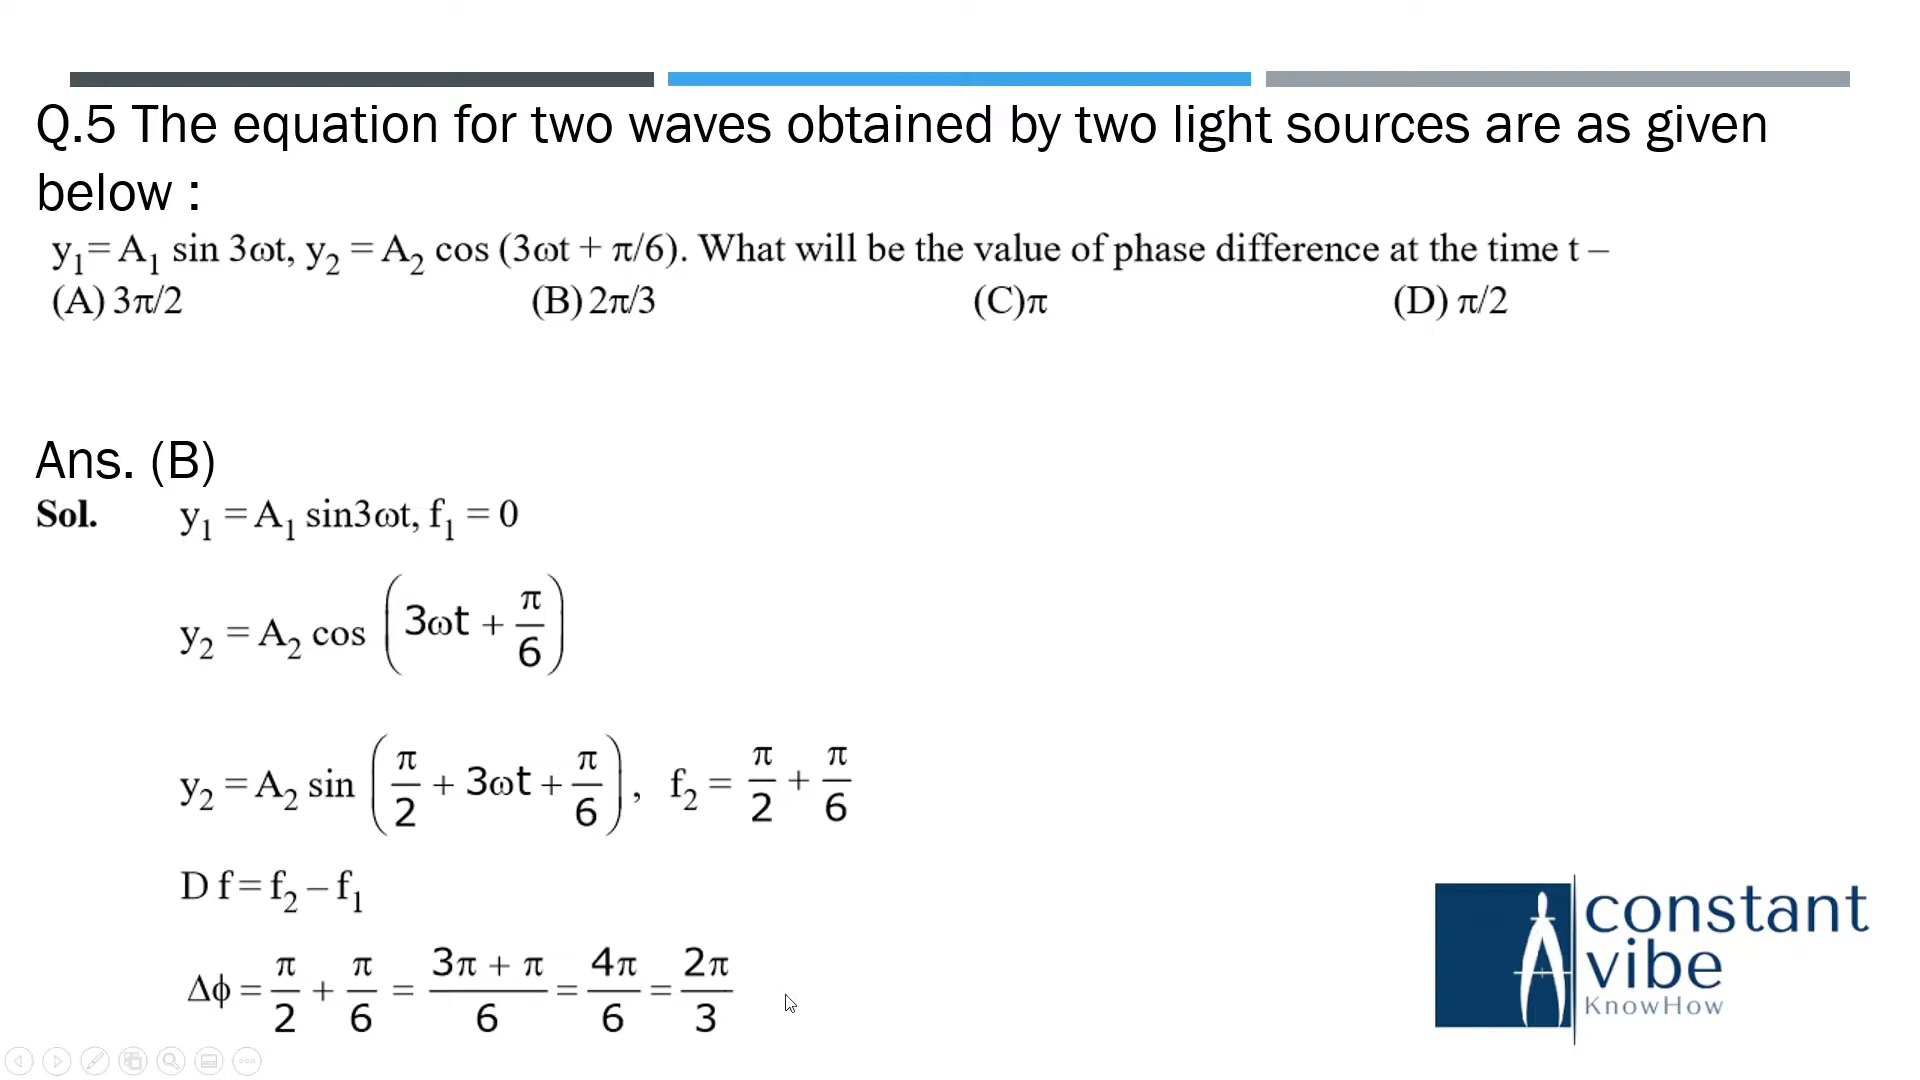 Q.5 The equation for two waves obtained by two light sources are as given
below :
y₁= A₁ sin 3ωt, y₂ = A₂ cos (3ωt + π/6). What will be the value of phase difference at the time t –
(A) 3π/2 (B) 2π/3 (C)π (D) π/2
Ans. (B)
Sol. y₁ = A₁ sin3ωt, f₁ = 0
y₂ = A₂ cos (3ωt + π/6)
y₂ = A₂ sin (π/2 + 3ωt + π/6), f₂ = π/2 + π/6
D f = f₂ – f₁
Δϕ = π/2 + π/6 = (3π + π)/6 = 4π/6 = 2π/3
constant
vibe
KnowHow